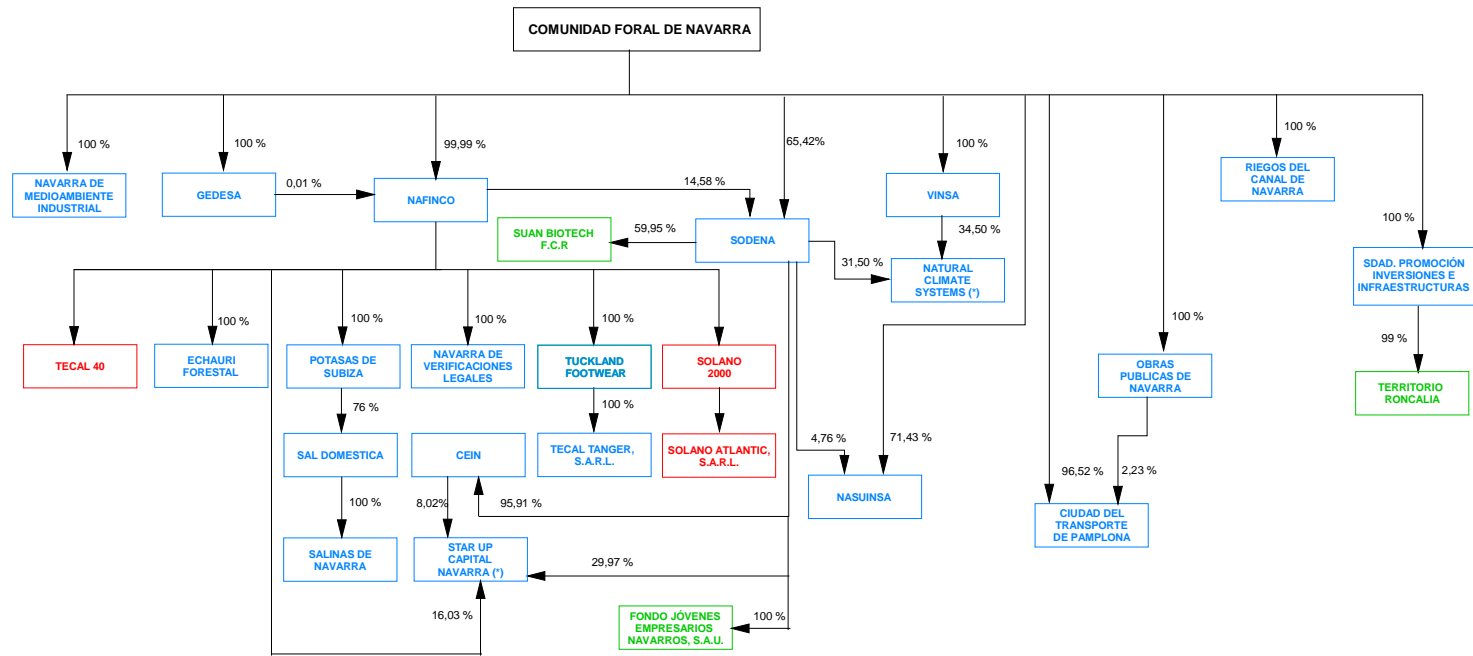 COMUNIDAD FORAL DE NAVARRA
65,42%
100 %
100 %
99,99 %
100 %
100 %
NAVARRA DE
MEDIOAMBIENTE
INDUSTRIAL
GEDESA
0,01 %
NAFINCO
14,58 %
VINSA
RIEGOS DEL
CANAL DE
NAVARRA
SUAN BIOTECH
F.C.R
59,95 %
SODENA
34,50 %
31,50 %
NATURAL
CLIMATE
SYSTEMS (*)
100 %
SDAD. PROMOCIÓN
INVERSIONES E
INFRAESTRUCTURAS
100 %
100 %
100 %
100 %
100 %
100 %
100 %
99 %
TECAL 40
ECHAURI
FORESTAL
POTASAS DE
SUBIZA
NAVARRA DE
VERIFICACIONES
LEGALES
TUCKLAND
FOOTWEAR
SOLANO
2000
OBRAS
PUBLICAS DE
NAVARRA
TERRITORIO
RONCALIA
76 %
100 %
100 %
SAL DOMESTICA
CEIN
TECAL TANGER,
S.A.R.L.
SOLANO ATLANTIC,
S.A.R.L.
4,76 %
71,43 %
96,52 %
2,23 %
NASUINSA
100 %
8,02%
95,91 %
CIUDAD DEL
TRANSPORTE
DE PAMPLONA
SALINAS DE
NAVARRA
STAR UP
CAPITAL
NAVARRA (*)
29,97 %
16,03 %
FONDO JÓVENES
EMPRESARIOS
NAVARROS, S.A.U.
100 %